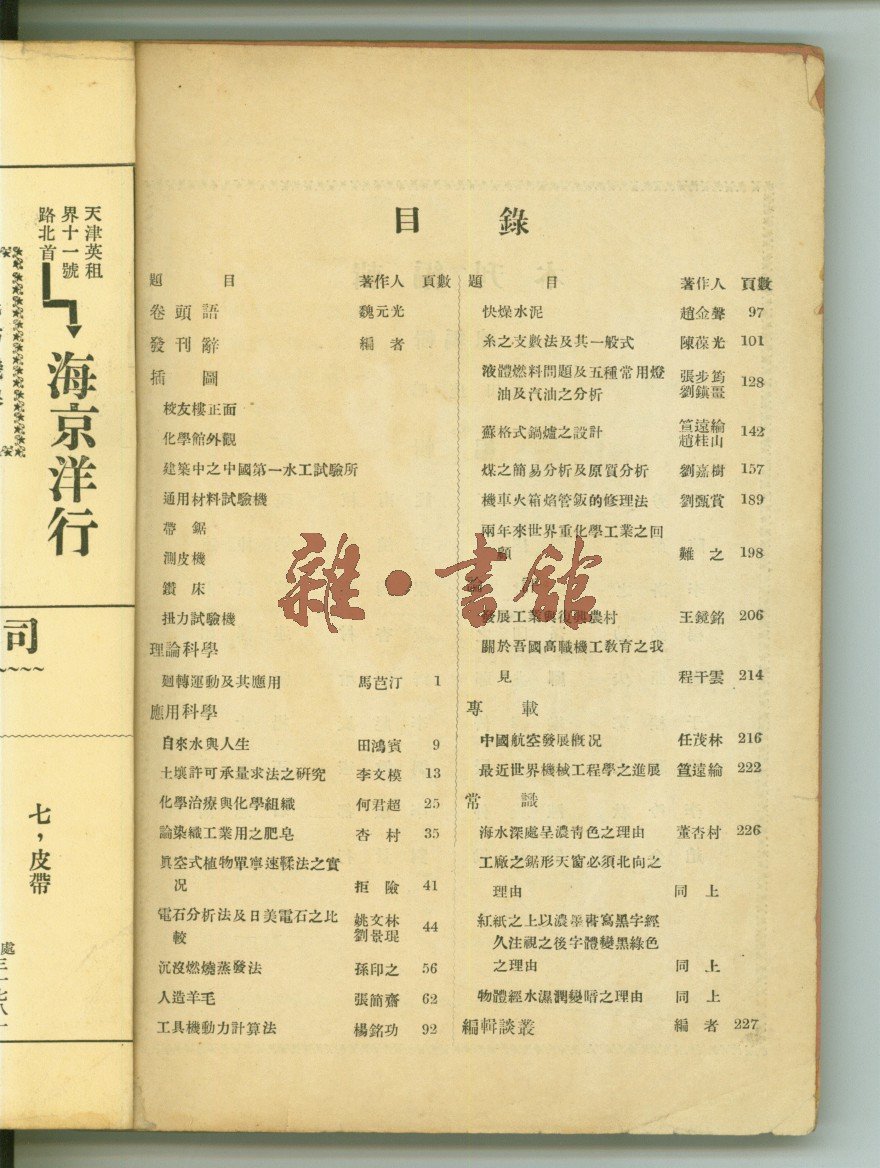 天津英租
界十一號
路北首
海京洋行
司
七，皮帶
目錄
題目 著作人 頁數
卷頭語 魏元光
發刊辭 編者
插圖
校友樓正面
化學館外觀
建築中之中國第一水工試驗所
通用材料試驗機
帶鋸
測皮機
鑽床
扭力試驗機
理論科學
廻轉運動及其應用 馬芑汀 1
應用科學
自來水與人生 田鴻賓 9
土壤許可承量求法之研究 李文模 13
化學治療與化學組織 何君超 25
論染織工業用之肥皂 杏村 35
眞空式植物單寧速鞣法之實
况 拒險 41
電石分析法及日美電石之比
較 姚文林 劉景琨 44
沉沒燃燒蒸發法 孫印之 56
人造羊毛 張簡齋 62
工具機動力計算法 楊銘功 92
題目 著作人 頁數
快燥水泥 趙金聲 97
糸之支數法及其一般式 陳葆光 101
液體燃料問題及五種常用燈
油及汽油之分析 張步筠 劉鎭畺 128
蘇格式鍋爐之設計 笪遠綸 趙桂山 142
煤之簡易分析及原質分析 劉嘉樹 157
機車火箱焰管鈑的修理法 劉甄賞 189
兩年來世界重化學工業之回
顧 難之 198
論
發展工業與復興農村 王鐩銘 206
關於吾國高職機工教育之我
見 程干雲 214
專載
中國航空發展概况 任茂林 216
最近世界機械工程學之進展 笪遠綸 222
常識
海水深處呈濃靑色之理由 董杏村 226
工廠之鋸形天窗必須北向之
理由 同上
紅紙之上以濃墨書寫黑字經
久注視之後字體變黑綠色
之理由 同上
物體經水濕潤變暗之理由 同上
編輯談叢 編者 227
雜·書館